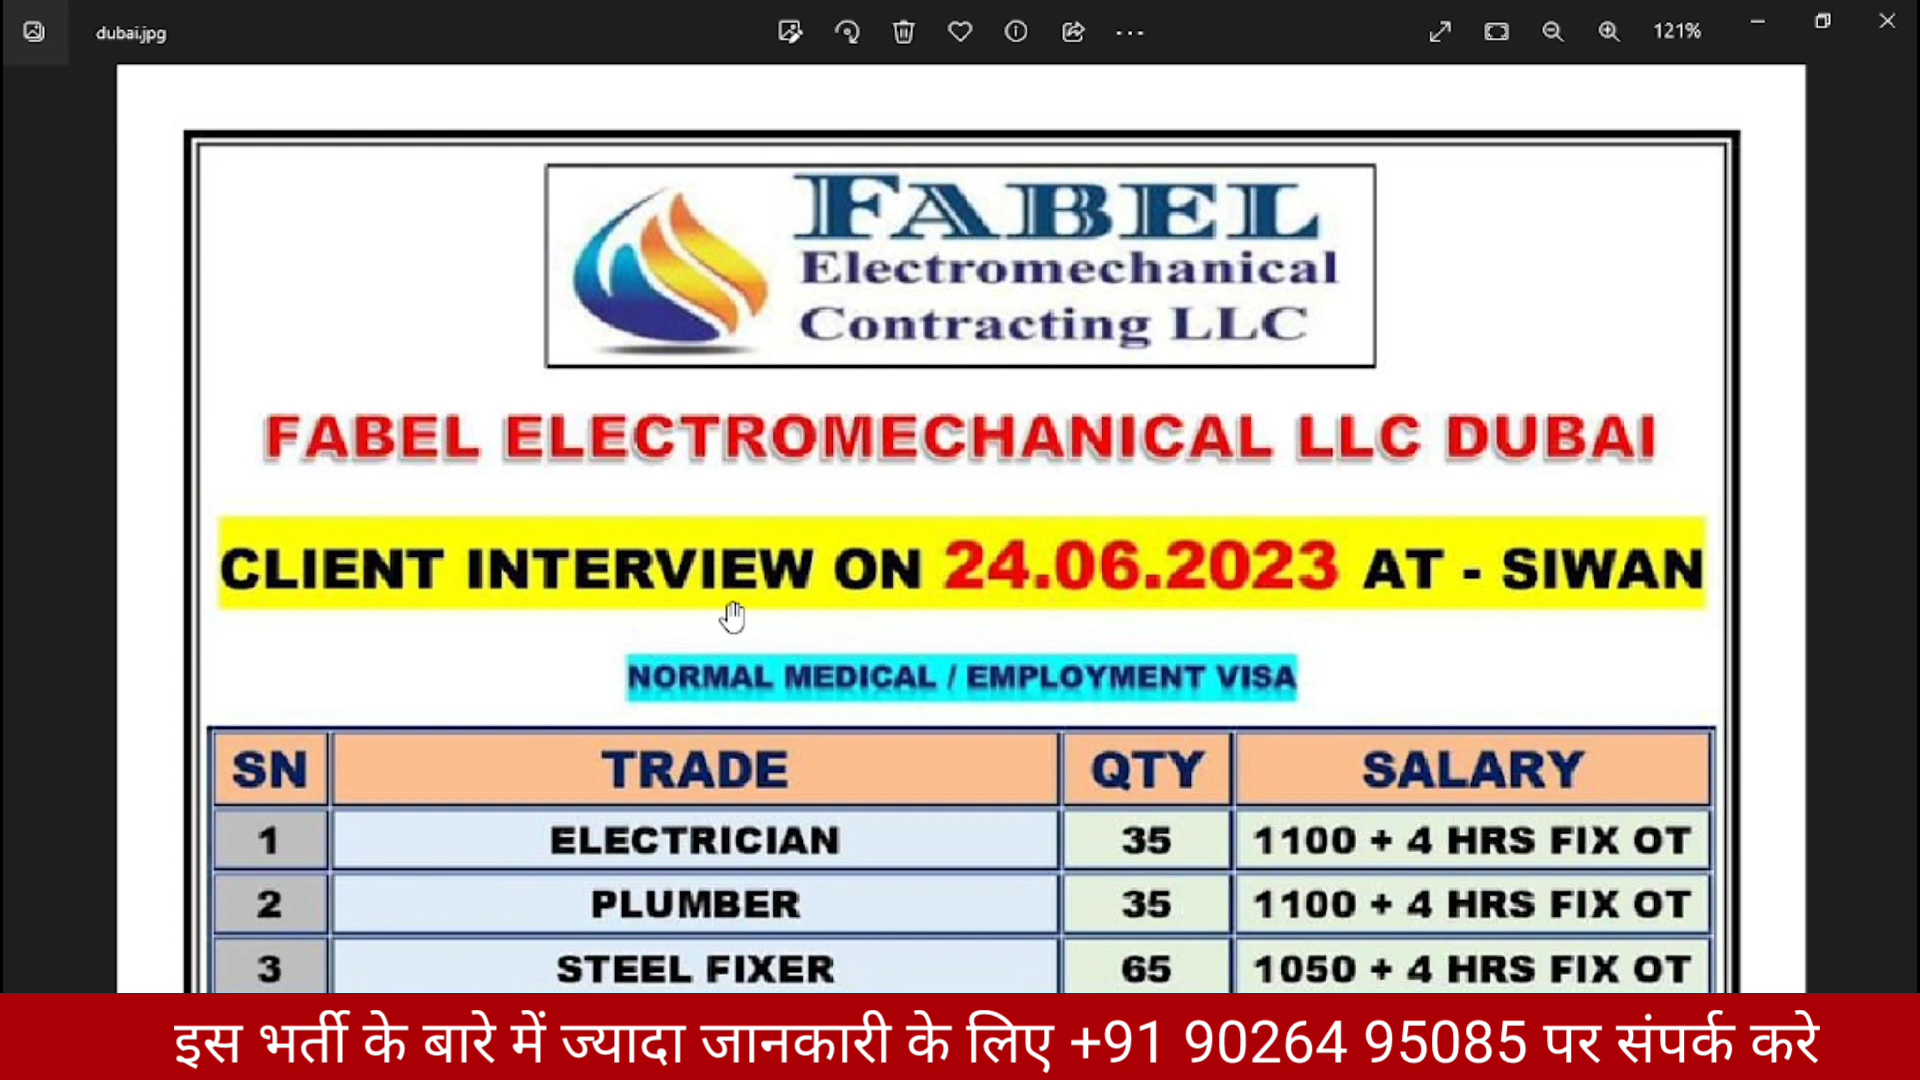 dubai.jpg
121%
FABEL
Electromechanical
Contracting LLC
FABEL ELECTROMECHANICAL LLC DUBAI
CLIENT INTERVIEW ON 24.06.2023 AT - SIWAN
NORMAL MEDICAL / EMPLOYMENT VISA
SN TRADE QTY SALARY
1 ELECTRICIAN 35 1100 + 4 HRS FIX OT
2 PLUMBER 35 1100 + 4 HRS FIX OT
3 STEEL FIXER 65 1050 + 4 HRS FIX OT
इस भर्ती के बारे में ज्यादा जानकारी के लिए +91 90264 95085 पर संपर्क करे